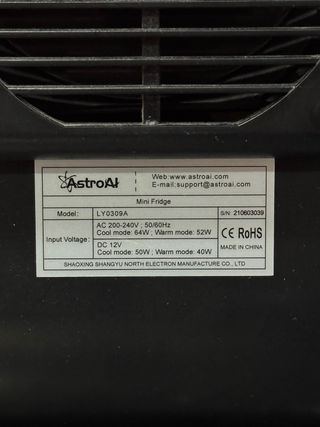 AstroAI
Web:www.astroai.com
E-mail:support@astroai.com
Mini Fridge
Model: LY0309A S/N: 210603039
Input Voltage: AC 200-240V ; 50/60Hz
Cool mode: 64W ; Warm mode: 52W
DC 12V
Cool mode: 50W ; Warm mode: 40W
CE RoHS
MADE IN CHINA
SHAOXING SHANGYU NORTH ELECTRON MANUFACTURE CO., LTD